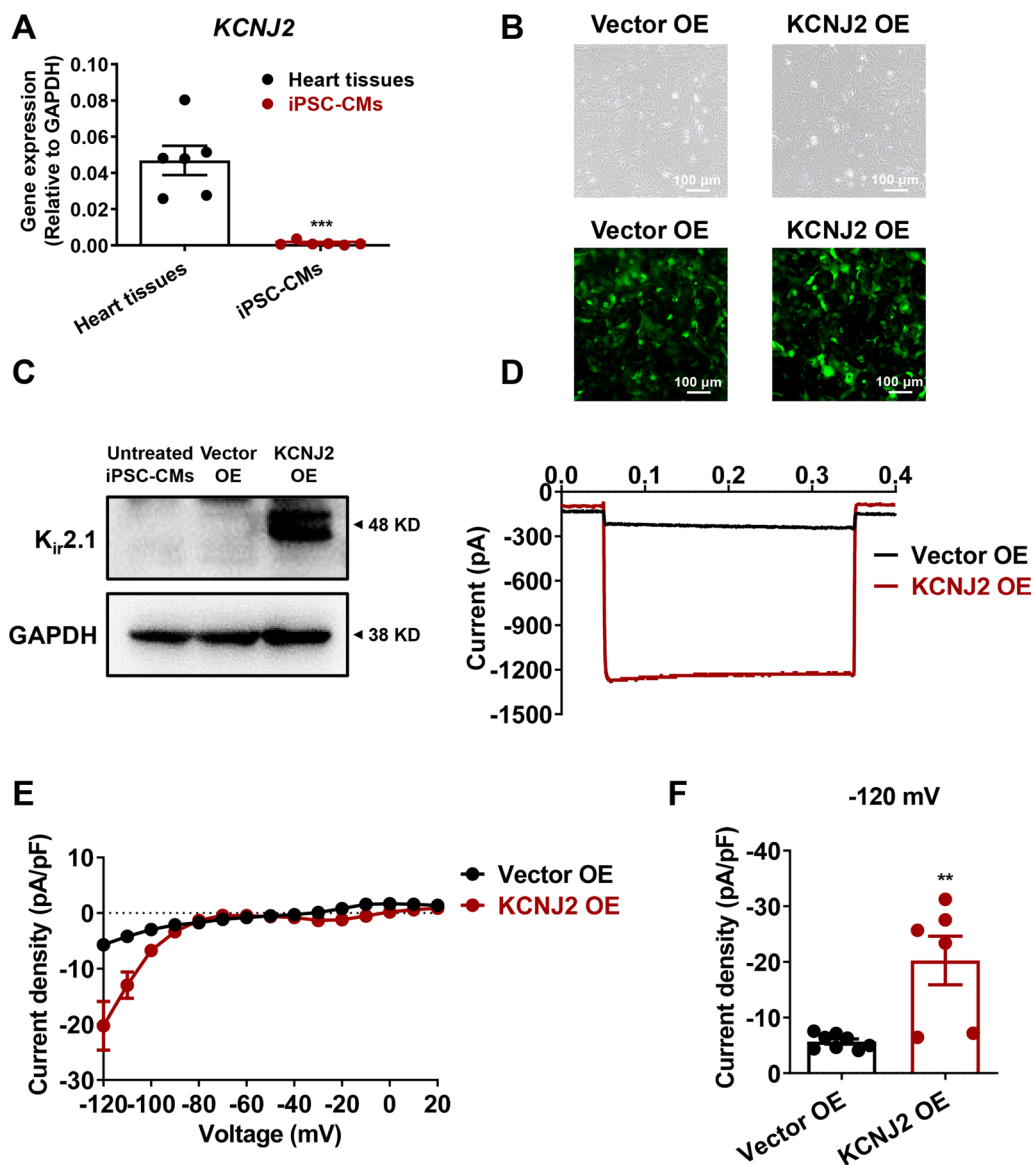 A
KCNJ2
Gene expression
(Relative to GAPDH)
0.10
0.08
0.06
0.04
0.02
0.00
Heart tissues
iPSC-CMs
***
Heart tissues
iPSC-CMs
B
Vector OE
KCNJ2 OE
100 μm
100 μm
Vector OE
KCNJ2 OE
100 μm
100 μm
C
Untreated
iPSC-CMs
Vector
OE
KCNJ2
OE
Kir2.1
48 KD
GAPDH
38 KD
D
0.0
0.1
0.2
0.3
0.4
Current (pA)
0
-300
-600
-900
-1200
-1500
Vector OE
KCNJ2 OE
E
Current density (pA/pF)
10
0
-10
-20
-30
-120
-100
-80
-60
-40
-20
0
20
Voltage (mV)
Vector OE
KCNJ2 OE
F
-120 mV
Current density (pA/pF)
-40
-30
-20
-10
0
**
Vector OE
KCNJ2 OE